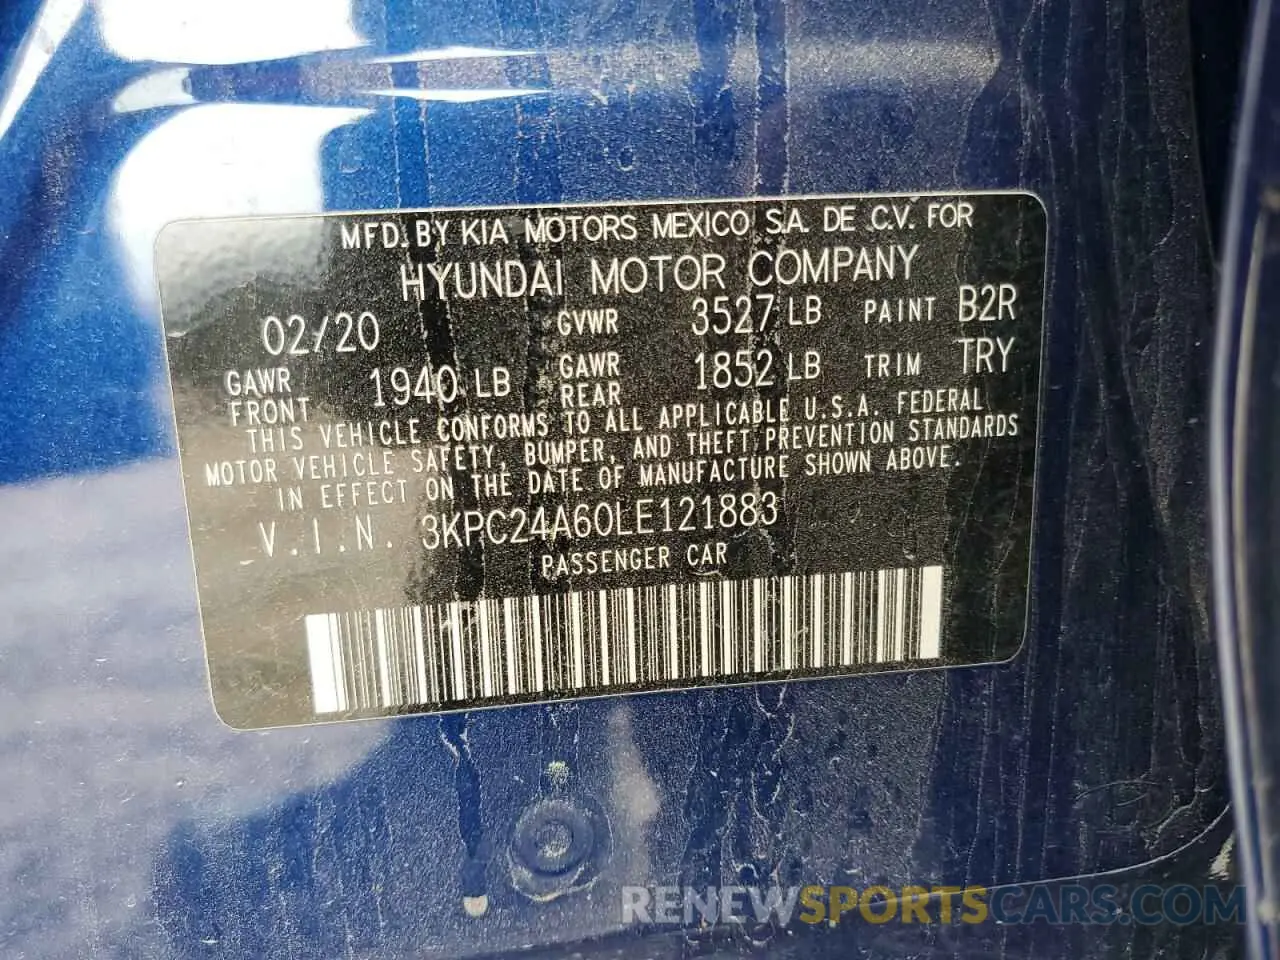 MFD. BY KIA MOTORS MEXICO S.A. DE C.V. FOR
HYUNDAI MOTOR COMPANY
02/20 GVWR 3527 LB PAINT B2R
GAWR FRONT 1940 LB GAWR REAR 1852 LB TRIM TRY
THIS VEHICLE CONFORMS TO ALL APPLICABLE U.S.A. FEDERAL
MOTOR VEHICLE SAFETY, BUMPER, AND THEFT PREVENTION STANDARDS
IN EFFECT ON THE DATE OF MANUFACTURE SHOWN ABOVE.
V.I.N. 3KPC24A60LE121883
PASSENGER CAR
RENEWSPORTSCARS.COM